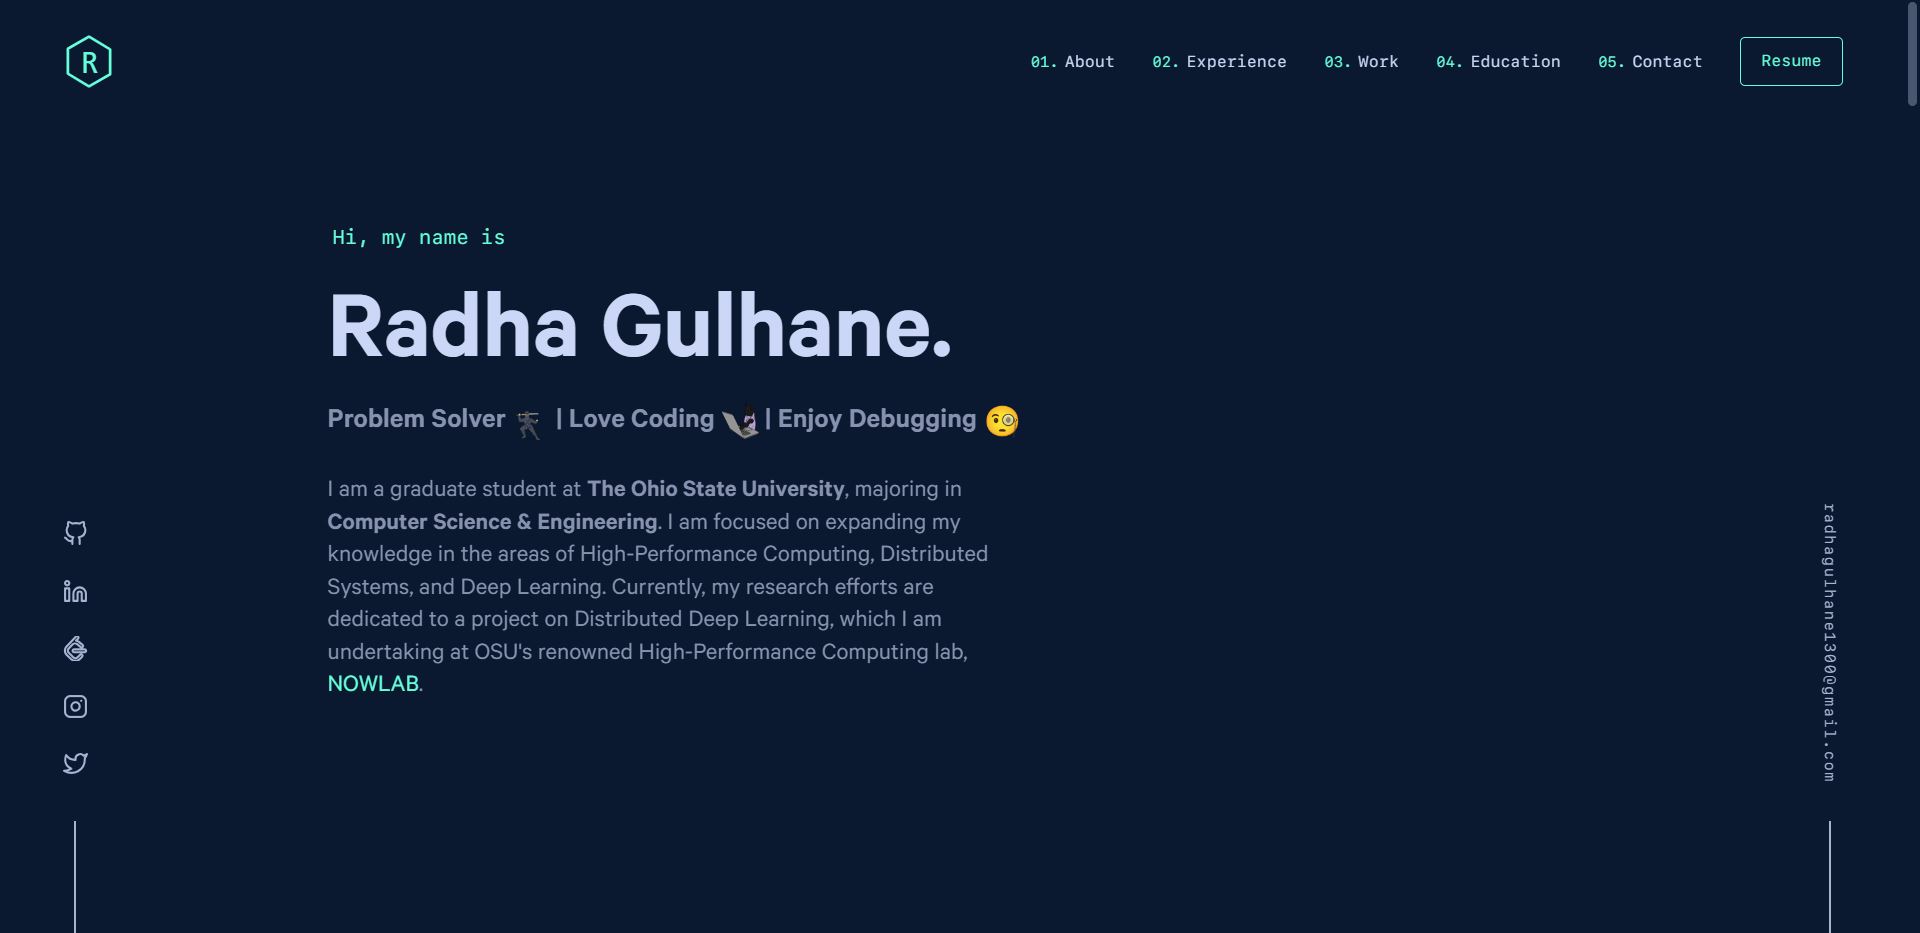 R
01. About 02. Experience 03. Work 04. Education 05. Contact Resume
Hi, my name is
Radha Gulhane.
Problem Solver | Love Coding | Enjoy Debugging
I am a graduate student at The Ohio State University, majoring in
Computer Science & Engineering. I am focused on expanding my
knowledge in the areas of High-Performance Computing, Distributed
Systems, and Deep Learning. Currently, my research efforts are
dedicated to a project on Distributed Deep Learning, which I am
undertaking at OSU's renowned High-Performance Computing lab,
NOWLAB.
radhagulhane1300@gmail.com